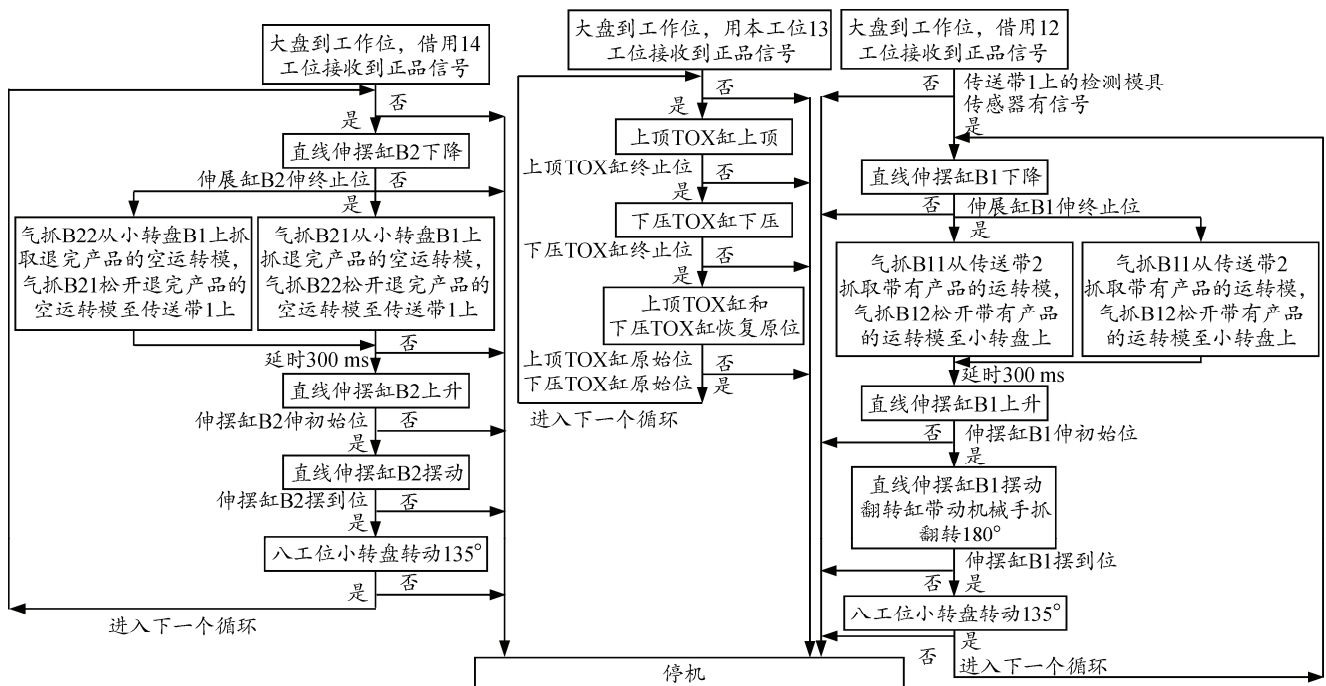 大盘到工作位，借用14
工位接收到正品信号
否
是
直线伸摆缸B2下降
伸展缸B2伸终止位
否
是
气抓B22从小转盘B1上抓
取退完产品的空运转模，
气抓B21松开退完产品的
空运转模至传送带1上
气抓B21从小转盘B1上
抓退完产品的空运转模，
气抓B22松开退完产品的
空运转模至传送带1上
延时300 ms
否
直线伸摆缸B2上升
伸摆缸B2伸初始位
否
是
直线伸摆缸B2摆动
伸摆缸B2摆到位
否
是
八工位小转盘转动135°
是
否
进入下一个循环
大盘到工作位，用本工位13
工位接收到正品信号
否
是
上顶TOX缸上顶
上顶TOX缸终止位
否
是
下压TOX缸下压
下压TOX缸终止位
否
是
上顶TOX缸和
下压TOX缸恢复原位
上顶TOX缸原始位
下压TOX缸原始位
否
是
进入下一个循环
大盘到工作位，借用12
工位接收到正品信号
否
传送带1上的检测模具
传感器有信号
是
直线伸摆缸B1下降
否
伸展缸B1伸终止位
是
气抓B11从传送带2
抓取带有产品的运转模，
气抓B12松开带有产品
的运转模至小转盘上
气抓B11从传送带2
抓取带有产品的运转模，
气抓B12松开带有产品
的运转模至小转盘上
延时300 ms
直线伸摆缸B1上升
否
伸摆缸B1伸初始位
是
直线伸摆缸B1摆动
翻转缸带动机械手抓
翻转180°
伸摆缸B1摆到位
否
是
八工位小转盘转动135°
是
否
进入下一个循环
停机